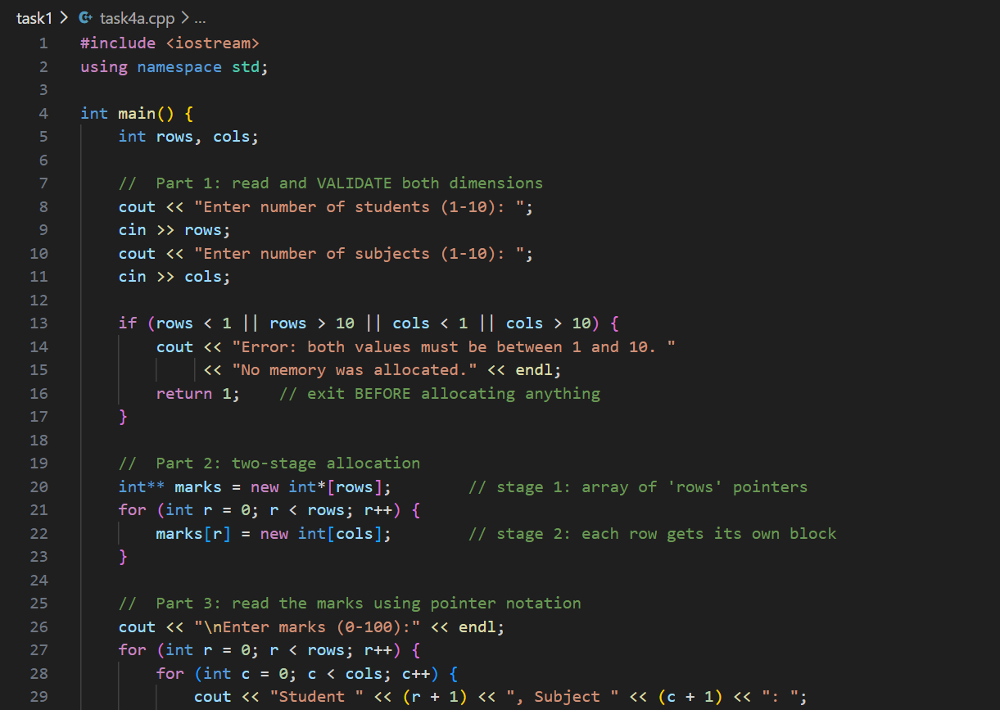 task1 > task4a.cpp > ...
1 #include <iostream>
2 using namespace std;
3
4 int main() {
5     int rows, cols;
6
7     //  Part 1: read and VALIDATE both dimensions
8     cout << "Enter number of students (1-10): ";
9     cin >> rows;
10     cout << "Enter number of subjects (1-10): ";
11     cin >> cols;
12
13     if (rows < 1 || rows > 10 || cols < 1 || cols > 10) {
14         cout << "Error: both values must be between 1 and 10. "
15              << "No memory was allocated." << endl;
16         return 1;    // exit BEFORE allocating anything
17     }
18
19     //  Part 2: two-stage allocation
20     int** marks = new int*[rows];        // stage 1: array of 'rows' pointers
21     for (int r = 0; r < rows; r++) {
22         marks[r] = new int[cols];        // stage 2: each row gets its own block
23     }
24
25     //  Part 3: read the marks using pointer notation
26     cout << "\nEnter marks (0-100):" << endl;
27     for (int r = 0; r < rows; r++) {
28         for (int c = 0; c < cols; c++) {
29             cout << "Student " << (r + 1) << ", Subject " << (c + 1) << ": ";